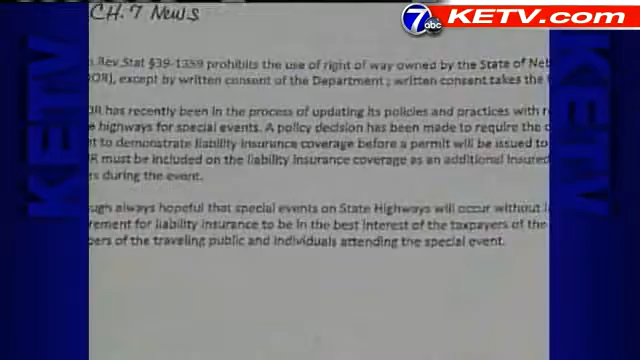 CH. 7 News
7 abc KETV.com
Rev Stat §39-1359 prohibits the use of right of way owned by the State of Neb
OR), except by written consent of the Department; written consent takes the
OR has recently been in the process of updating its policies and practices with r
e highways for special events. A policy decision has been made to require the
t to demonstrate liability insurance coverage before a permit will be issued to
R must be included on the liability insurance coverage as an additional insured
rs during the event.
ugh always hopeful that special events on State Highways will occur without
rement for liability insurance to be in the best interest of the taxpayers of the
bers of the traveling public and individuals attending the special event.
KETV
KETV